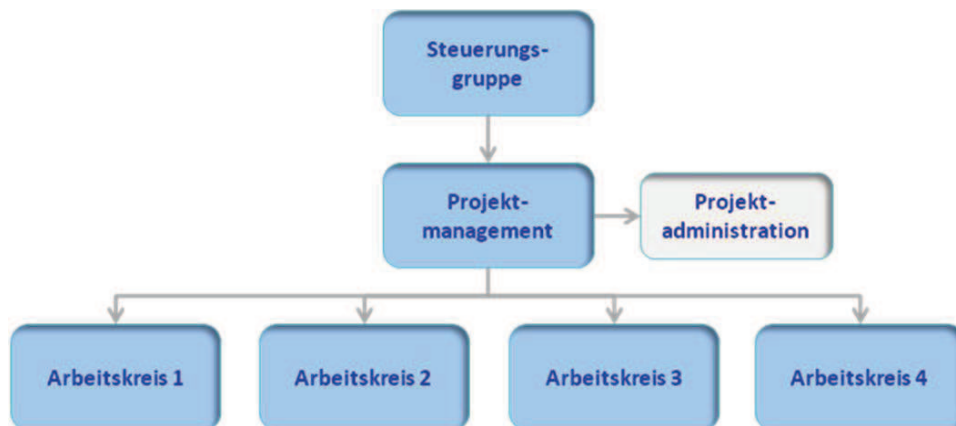 Steuerungs-
gruppe
Projekt-
management
Projekt-
administration
Arbeitskreis 1
Arbeitskreis 2
Arbeitskreis 3
Arbeitskreis 4